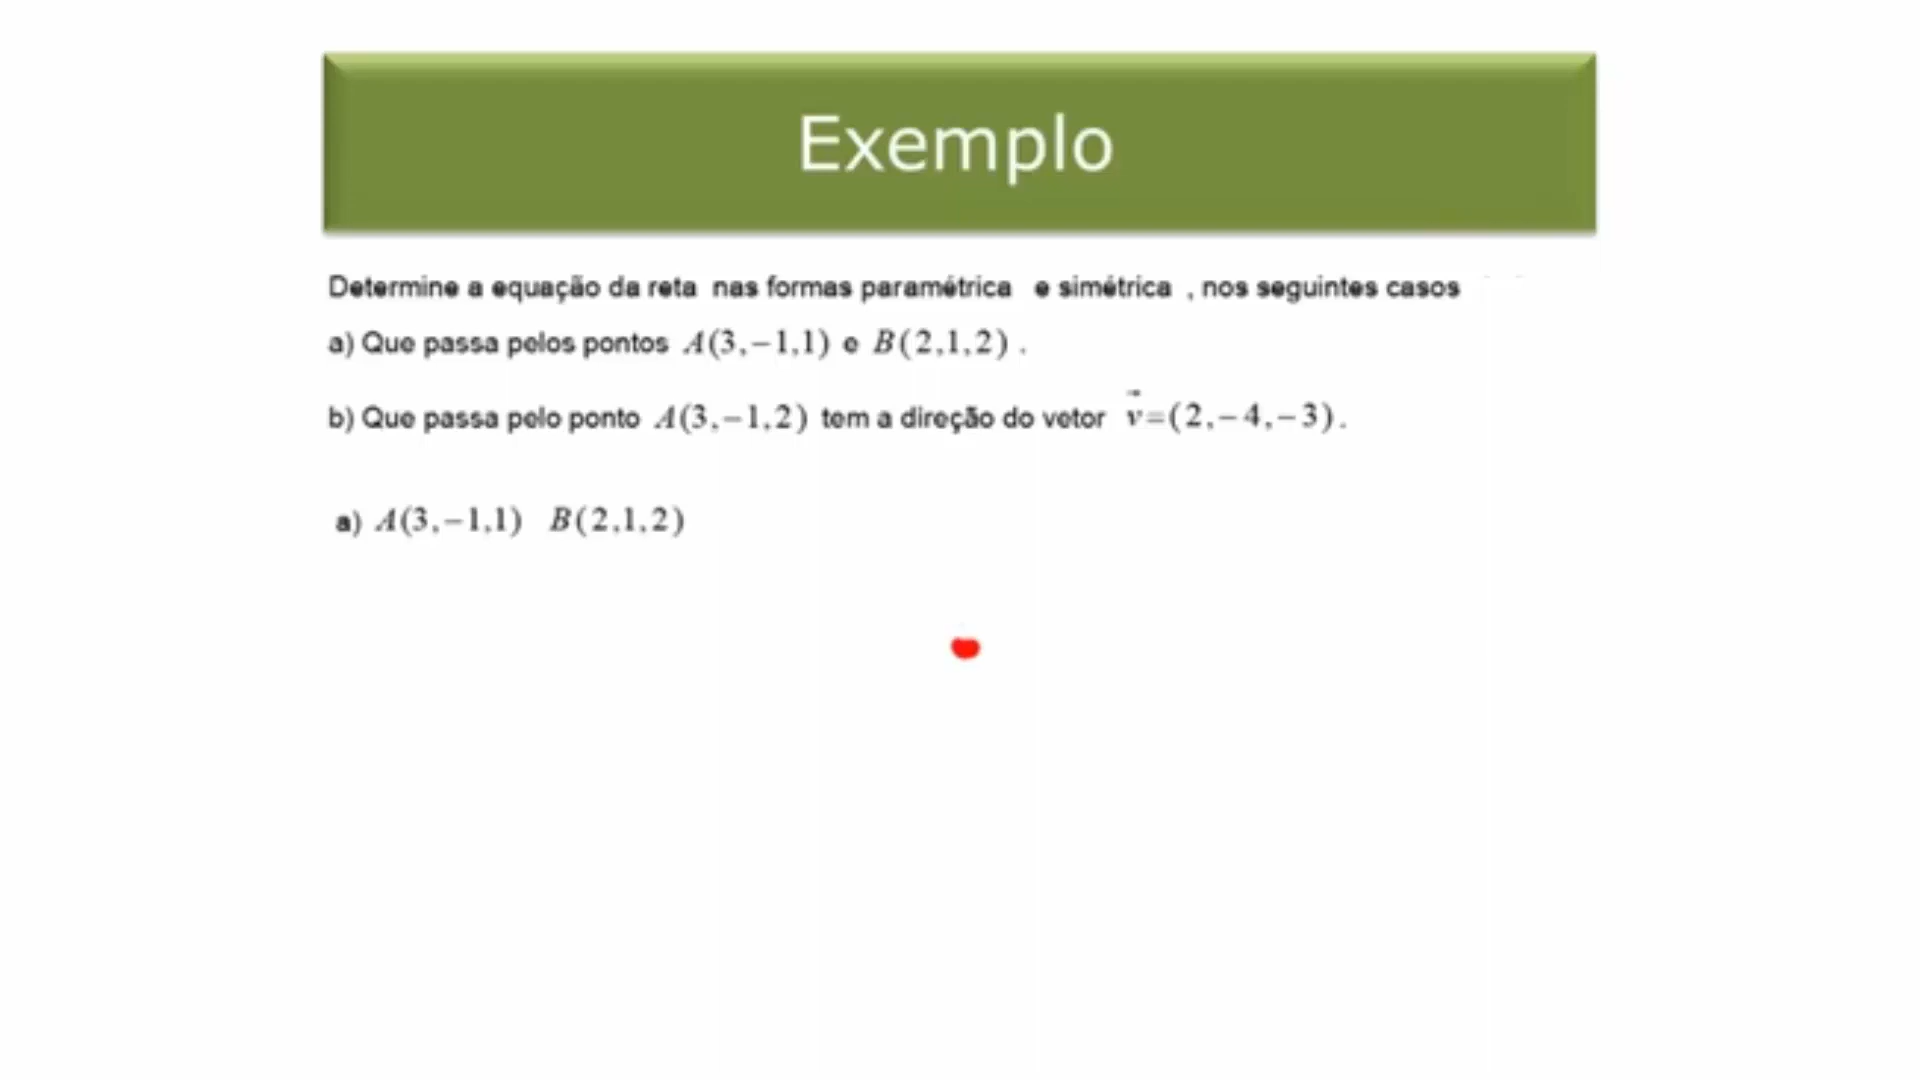 Exemplo
Determine a equação da reta nas formas paramétrica e simétrica , nos seguintes casos
a) Que passa pelos pontos A(3,−1,1) e B(2,1,2) .
b) Que passa pelo ponto A(3,−1,2) tem a direção do vetor v⃗=(2,−4,−3).
a) A(3,−1,1) B(2,1,2)